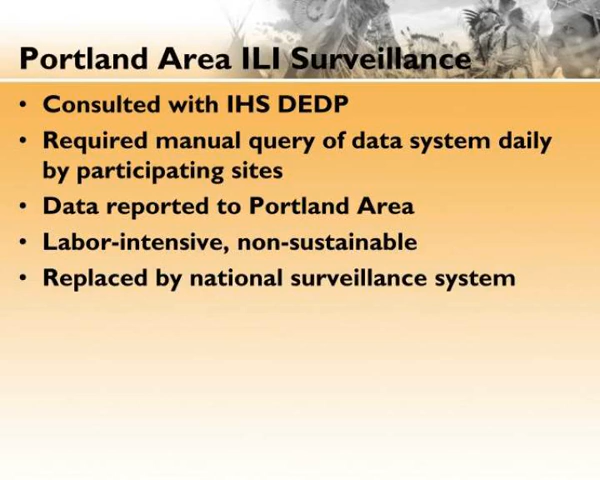 Portland Area ILI Surveillance
• Consulted with IHS DEDP
• Required manual query of data system daily
by participating sites
• Data reported to Portland Area
• Labor-intensive, non-sustainable
• Replaced by national surveillance system